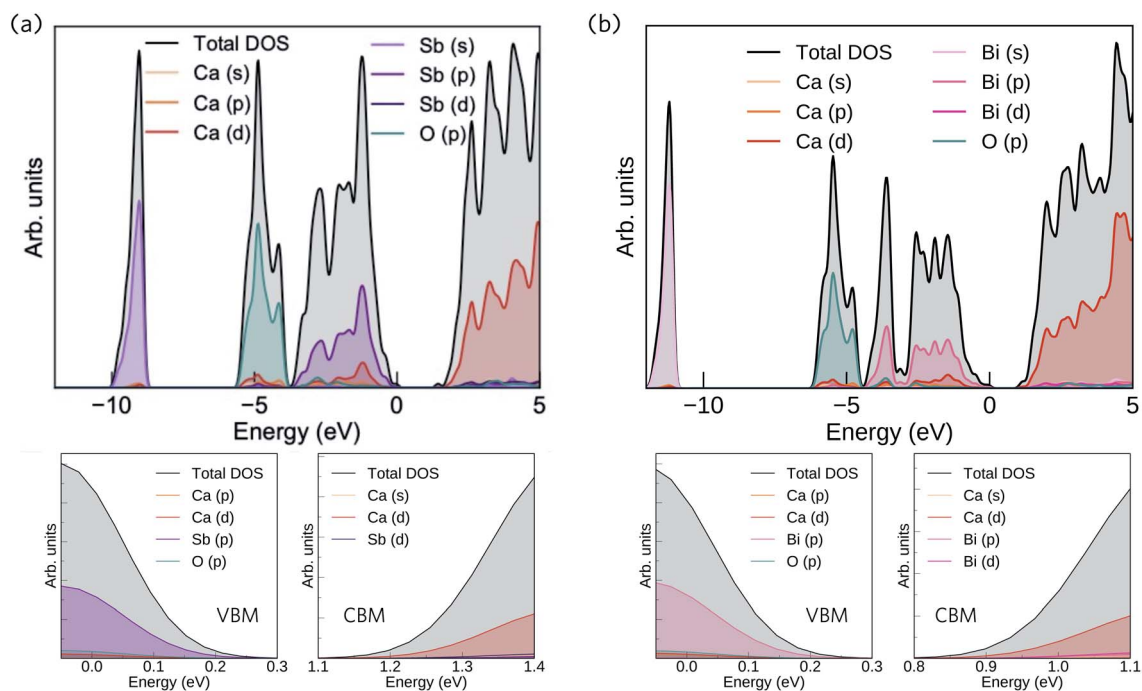 (a)
Total DOS
Ca (s)
Ca (p)
Ca (d)
Sb (s)
Sb (p)
Sb (d)
O (p)
Arb. units
−10 −5 0 5
Energy (eV)
(b)
Total DOS
Ca (s)
Ca (p)
Ca (d)
Bi (s)
Bi (p)
Bi (d)
O (p)
Arb. units
−10 −5 0 5
Energy (eV)
Total DOS
Ca (p)
Ca (d)
Sb (p)
O (p)
VBM
Arb. units
0.0 0.1 0.2 0.3
Energy (eV)
Total DOS
Ca (s)
Ca (d)
Sb (d)
CBM
Arb. units
1.1 1.2 1.3 1.4
Energy (eV)
Total DOS
Ca (p)
Ca (d)
Bi (p)
O (p)
VBM
Arb. units
0.0 0.1 0.2 0.3
Energy (eV)
Total DOS
Ca (s)
Ca (d)
Bi (p)
Bi (d)
CBM
Arb. units
0.8 0.9 1.0 1.1
Energy (eV)